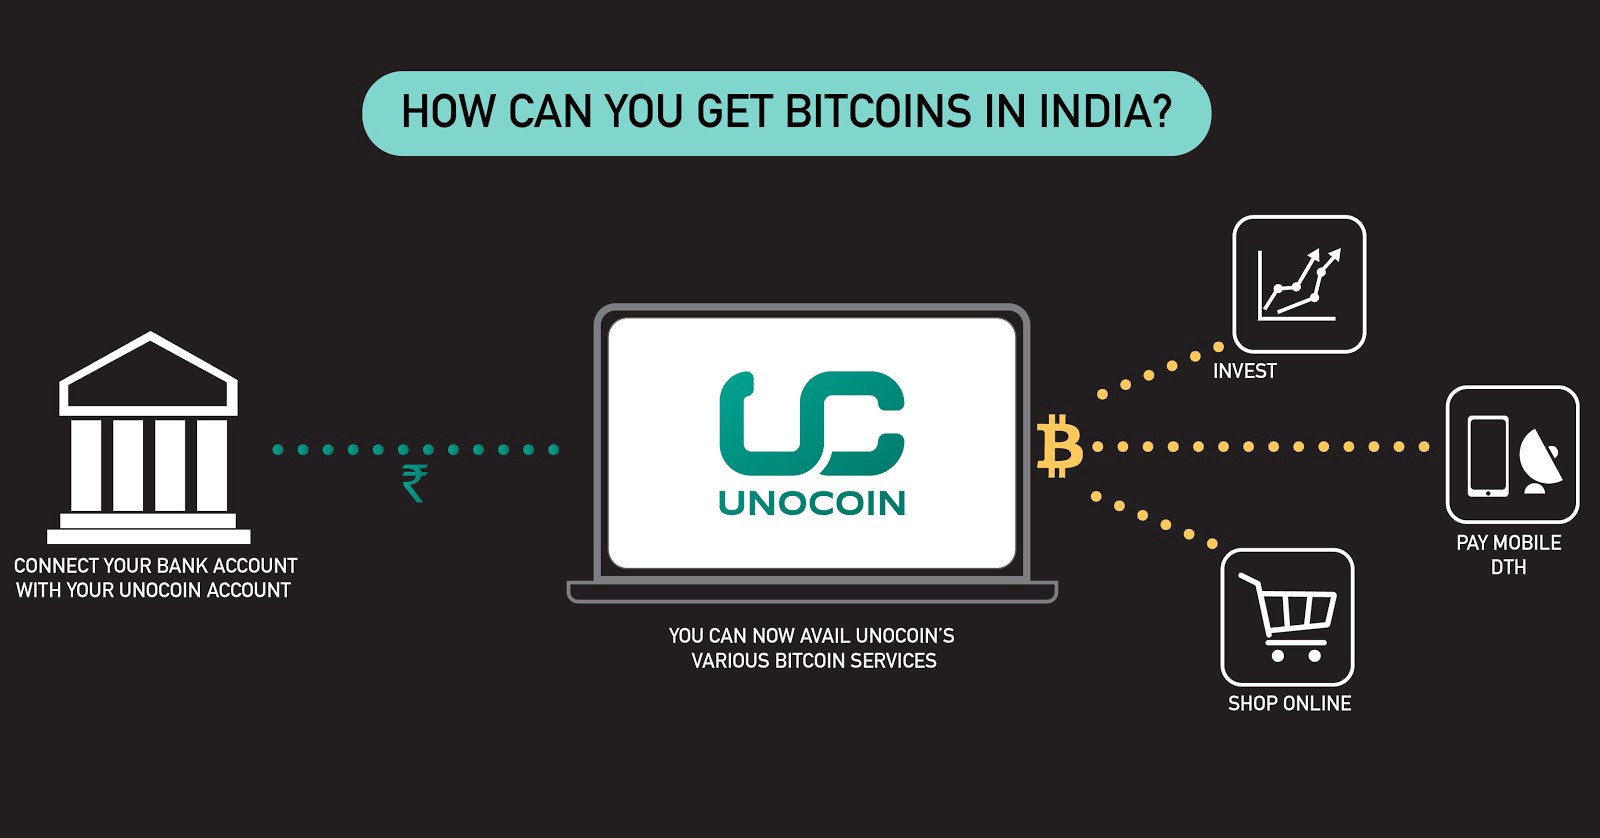 HOW CAN YOU GET BITCOINS IN INDIA?
CONNECT YOUR BANK ACCOUNT
WITH YOUR UNOCOIN ACCOUNT
₹
UC
UNOCOIN
YOU CAN NOW AVAIL UNOCOIN'S
VARIOUS BITCOIN SERVICES
₿
INVEST
PAY MOBILE
DTH
SHOP ONLINE